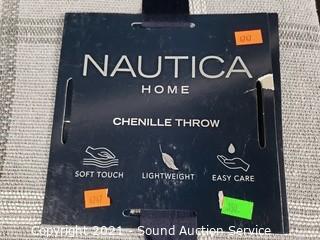 NAUTICA
HOME
CHENILLE THROW
SOFT TOUCH
LIGHTWEIGHT
EASY CARE
Copyright 2021 - Sound Auction Service